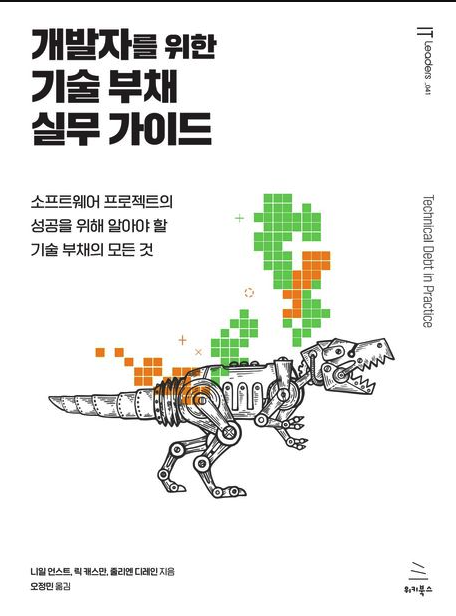 개발자를 위한
기술 부채
실무 가이드
소프트웨어 프로젝트의
성공을 위해 알아야 할
기술 부채의 모든 것
IT Leaders _041
Technical Debt in Practice
니일 언스트, 릭 캐스만, 줄리엔 디레인 지음
오정민 옮김
위키북스